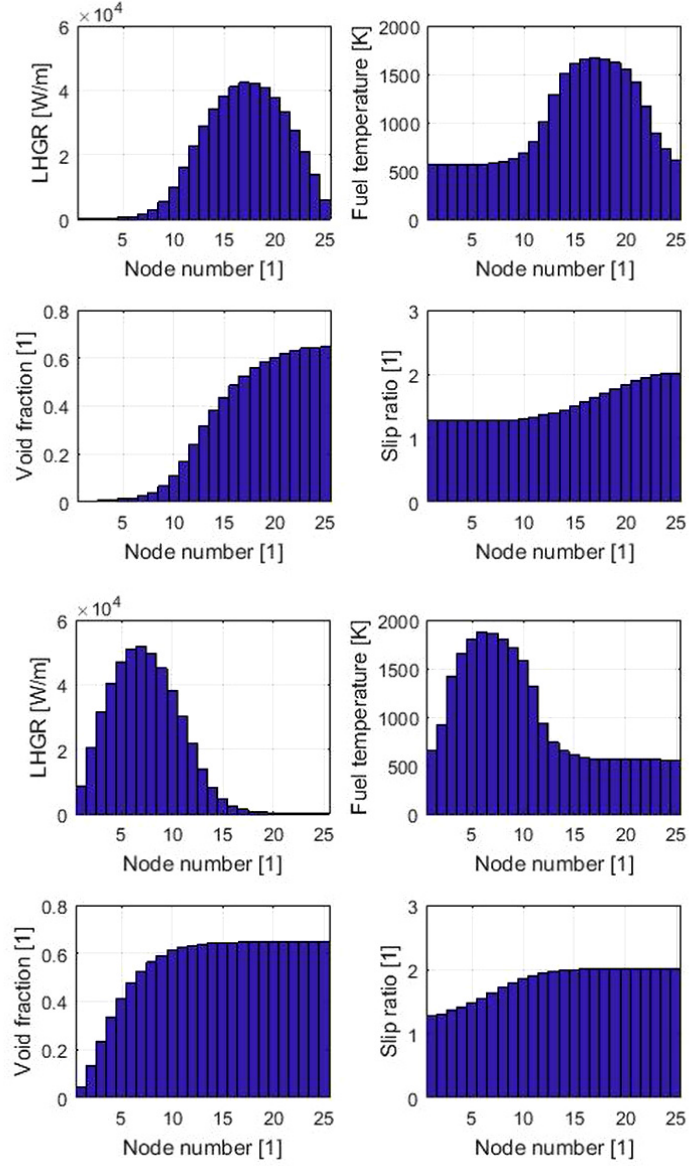 ×10⁴
6
4
2
0
LHGR [W/m]
5 10 15 20 25
Node number [1]
2000
1500
1000
500
0
Fuel temperature [K]
5 10 15 20 25
Node number [1]
0.8
0.6
0.4
0.2
0
Void fraction [1]
5 10 15 20 25
Node number [1]
3
2
1
0
Slip ratio [1]
5 10 15 20 25
Node number [1]
×10⁴
6
4
2
0
LHGR [W/m]
5 10 15 20 25
Node number [1]
2000
1500
1000
500
0
Fuel temperature [K]
5 10 15 20 25
Node number [1]
0.8
0.6
0.4
0.2
0
Void fraction [1]
5 10 15 20 25
Node number [1]
3
2
1
0
Slip ratio [1]
5 10 15 20 25
Node number [1]